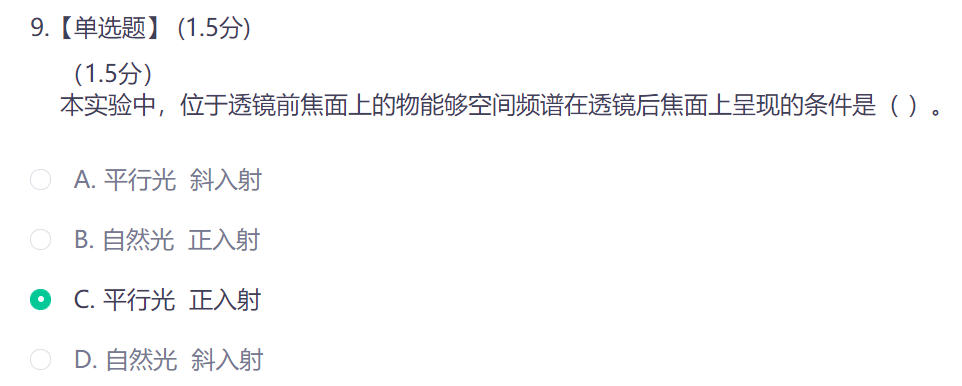 9.【单选题】 (1.5分)
（1.5分）
本实验中，位于透镜前焦面上的物能够空间频谱在透镜后焦面上呈现的条件是（ ）。
A. 平行光 斜入射
B. 自然光 正入射
C. 平行光 正入射
D. 自然光 斜入射